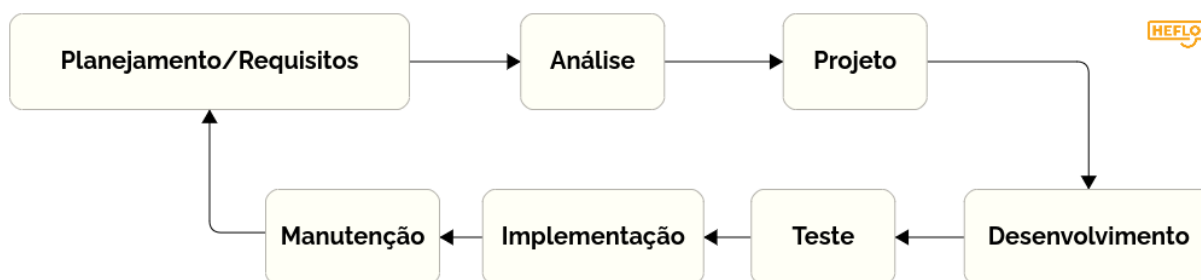 Planejamento/Requisitos
Análise
Projeto
HEFLO
Manutenção
Implementação
Teste
Desenvolvimento